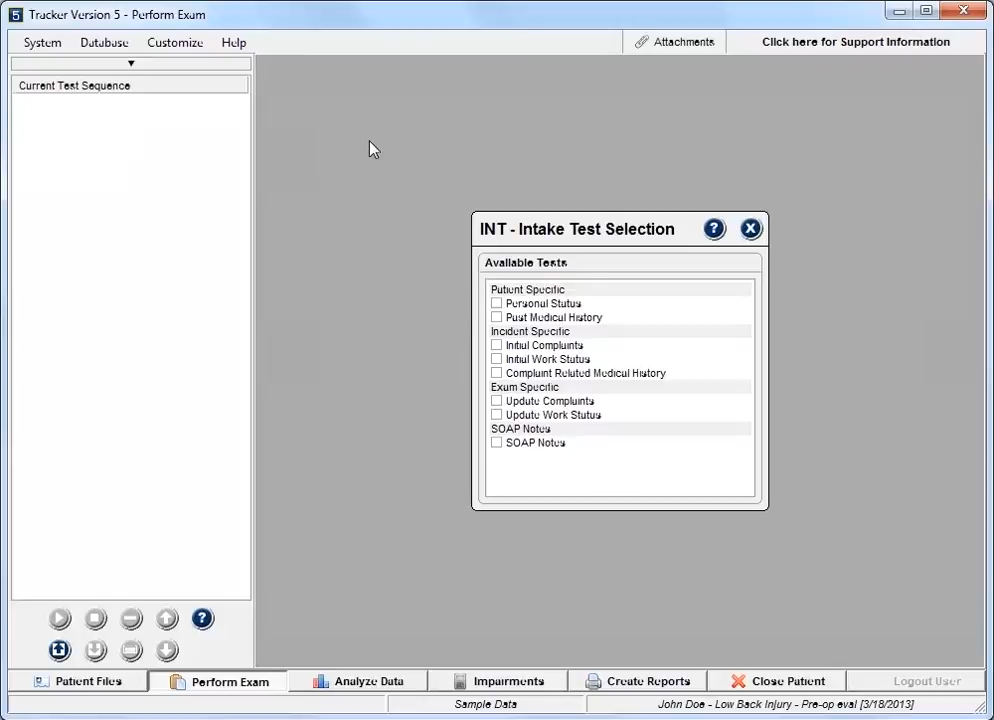 5 Tracker Version 5 - Perform Exam
System Database Customize Help Attachments Click here for Support Information
Current Test Sequence
INT - Intake Test Selection ? X
Available Tests
Patient Specific
Personal Status
Past Medical History
Incident Specific
Initial Complaints
Initial Work Status
Complaint Related Medical History
Exam Specific
Update Complaints
Update Work Status
SOAP Notes
SOAP Notes
?
Patient Files Perform Exam Analyze Data Impairments Create Reports Close Patient Logout User
Sample Data John Doe - Low Back Injury - Pre-op eval [3/18/2013]